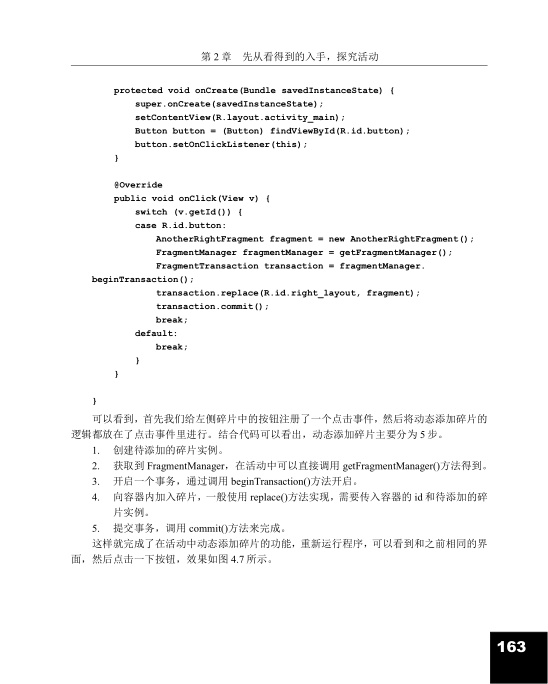 第 2 章　先从看得到的入手，探究活动
protected void onCreate(Bundle savedInstanceState) {
super.onCreate(savedInstanceState);
setContentView(R.layout.activity_main);
Button button = (Button) findViewById(R.id.button);
button.setOnClickListener(this);
}
@Override
public void onClick(View v) {
switch (v.getId()) {
case R.id.button:
AnotherRightFragment fragment = new AnotherRightFragment();
FragmentManager fragmentManager = getFragmentManager();
FragmentTransaction transaction = fragmentManager.
beginTransaction();
transaction.replace(R.id.right_layout, fragment);
transaction.commit();
break;
default:
break;
}
}
}
可以看到，首先我们给左侧碎片中的按钮注册了一个点击事件，然后将动态添加碎片的
逻辑都放在了点击事件里进行。结合代码可以看出，动态添加碎片主要分为 5 步。
1. 创建待添加的碎片实例。
2. 获取到 FragmentManager，在活动中可以直接调用 getFragmentManager()方法得到。
3. 开启一个事务，通过调用 beginTransaction()方法开启。
4. 向容器内加入碎片，一般使用 replace()方法实现，需要传入容器的 id 和待添加的碎
片实例。
5. 提交事务，调用 commit()方法来完成。
这样就完成了在活动中动态添加碎片的功能，重新运行程序，可以看到和之前相同的界
面，然后点击一下按钮，效果如图 4.7 所示。
163